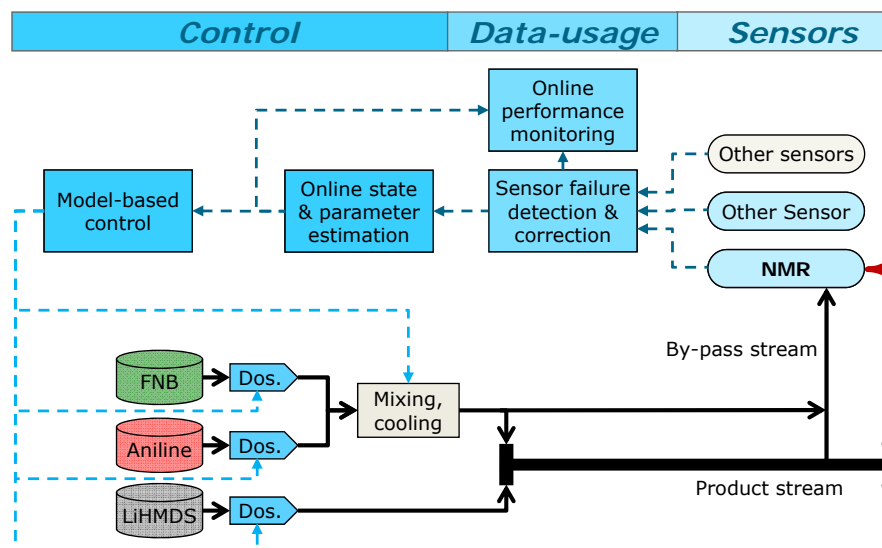 Control Data-usage Sensors
Online
performance
monitoring
Other sensors
Model-based
control
Online state
& parameter
estimation
Sensor failure
detection &
correction
Other Sensor
NMR
By-pass stream
FNB
Dos.
Mixing,
cooling
Aniline
Dos.
Product stream
LiHMDS
Dos.